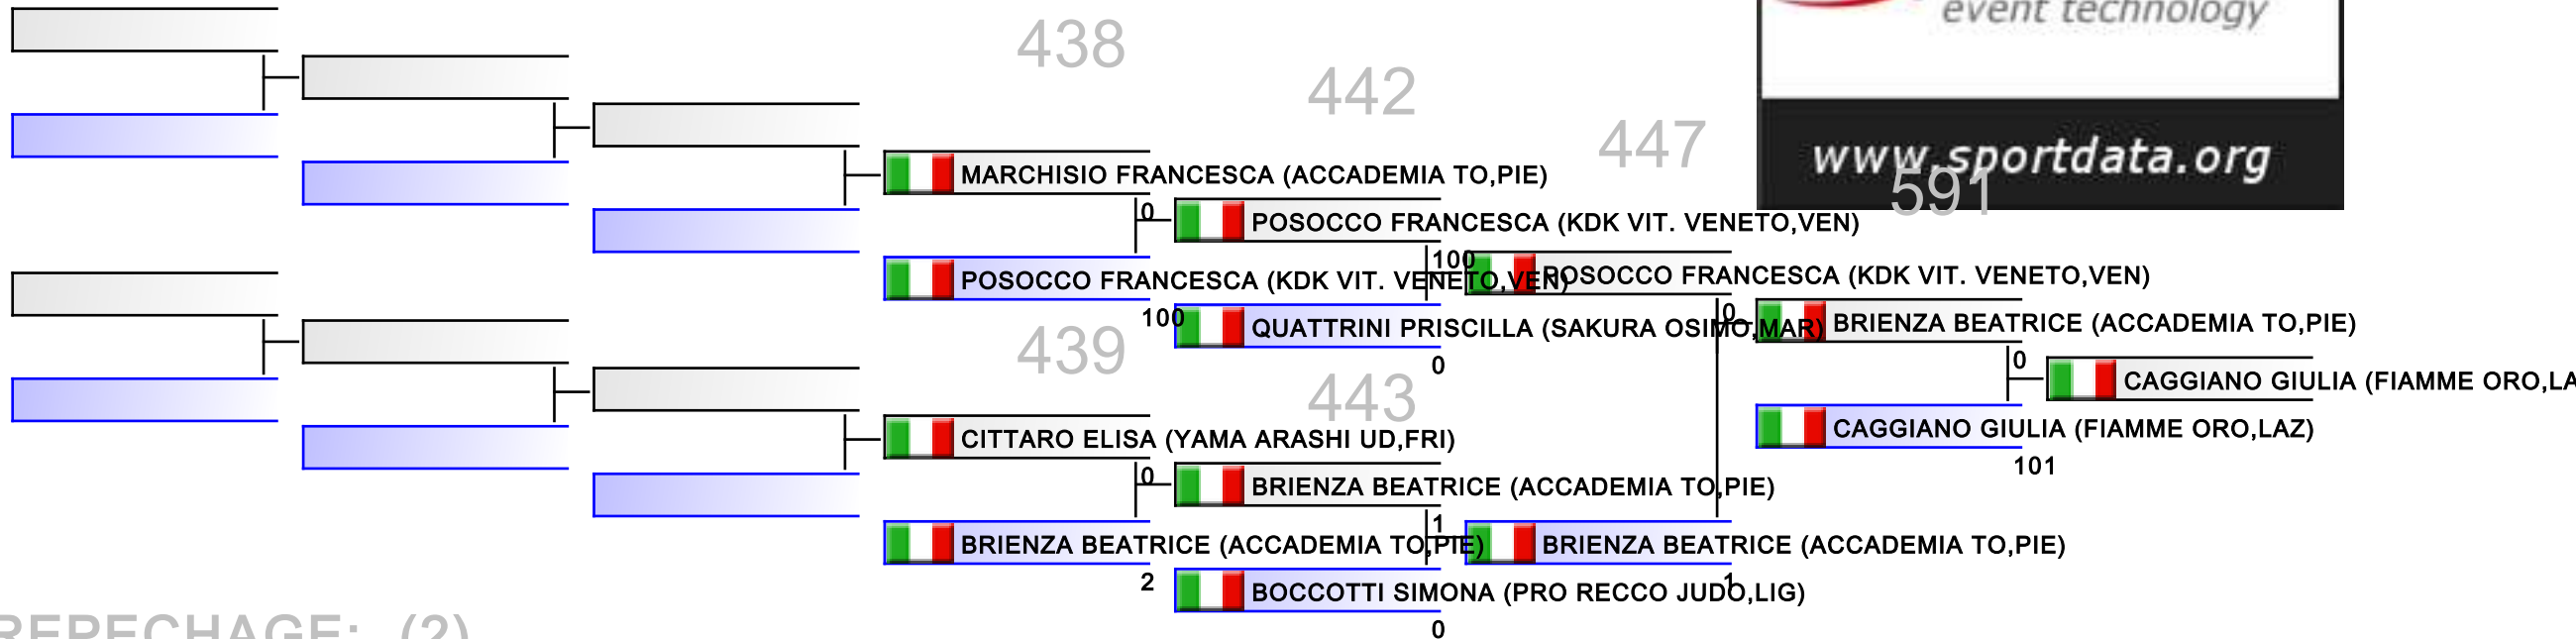 event technology
438
442
447
www.sportdata.org
591
MARCHISIO FRANCESCA (ACCADEMIA TO,PIE)
0
POSOCCO FRANCESCA (KDK VIT. VENETO,VEN)
100
POSOCCO FRANCESCA (KDK VIT. VENETO,VEN)
POSOCCO FRANCESCA (KDK VIT. VENETO,VEN)
100
QUATTRINI PRISCILLA (SAKURA OSIMO,MAR)
0
BRIENZA BEATRICE (ACCADEMIA TO,PIE)
439
0
0
CAGGIANO GIULIA (FIAMME ORO,LA
443
CITTARO ELISA (YAMA ARASHI UD,FRI)
CAGGIANO GIULIA (FIAMME ORO,LAZ)
101
0
BRIENZA BEATRICE (ACCADEMIA TO,PIE)
1
BRIENZA BEATRICE (ACCADEMIA TO,PIE)
BRIENZA BEATRICE (ACCADEMIA TO,PIE)
2
1
BOCCOTTI SIMONA (PRO RECCO JUDO,LIG)
0
REPECHAGE: (2)